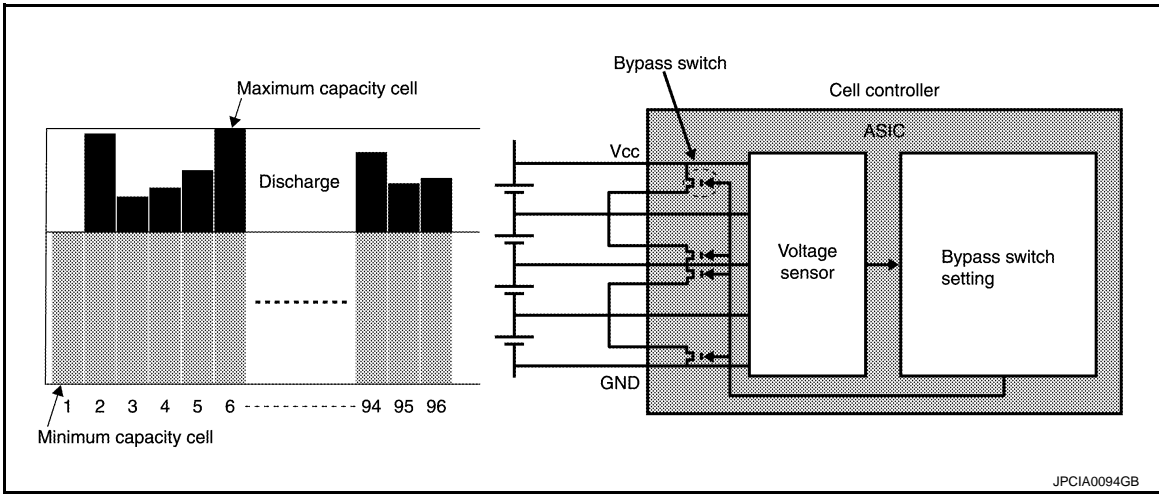 Maximum capacity cell
Discharge
1 2 3 4 5 6 94 95 96
Minimum capacity cell
Bypass switch
Cell controller
ASIC
Vcc
Voltage
sensor
Bypass switch
setting
GND
JPCIA0094GB